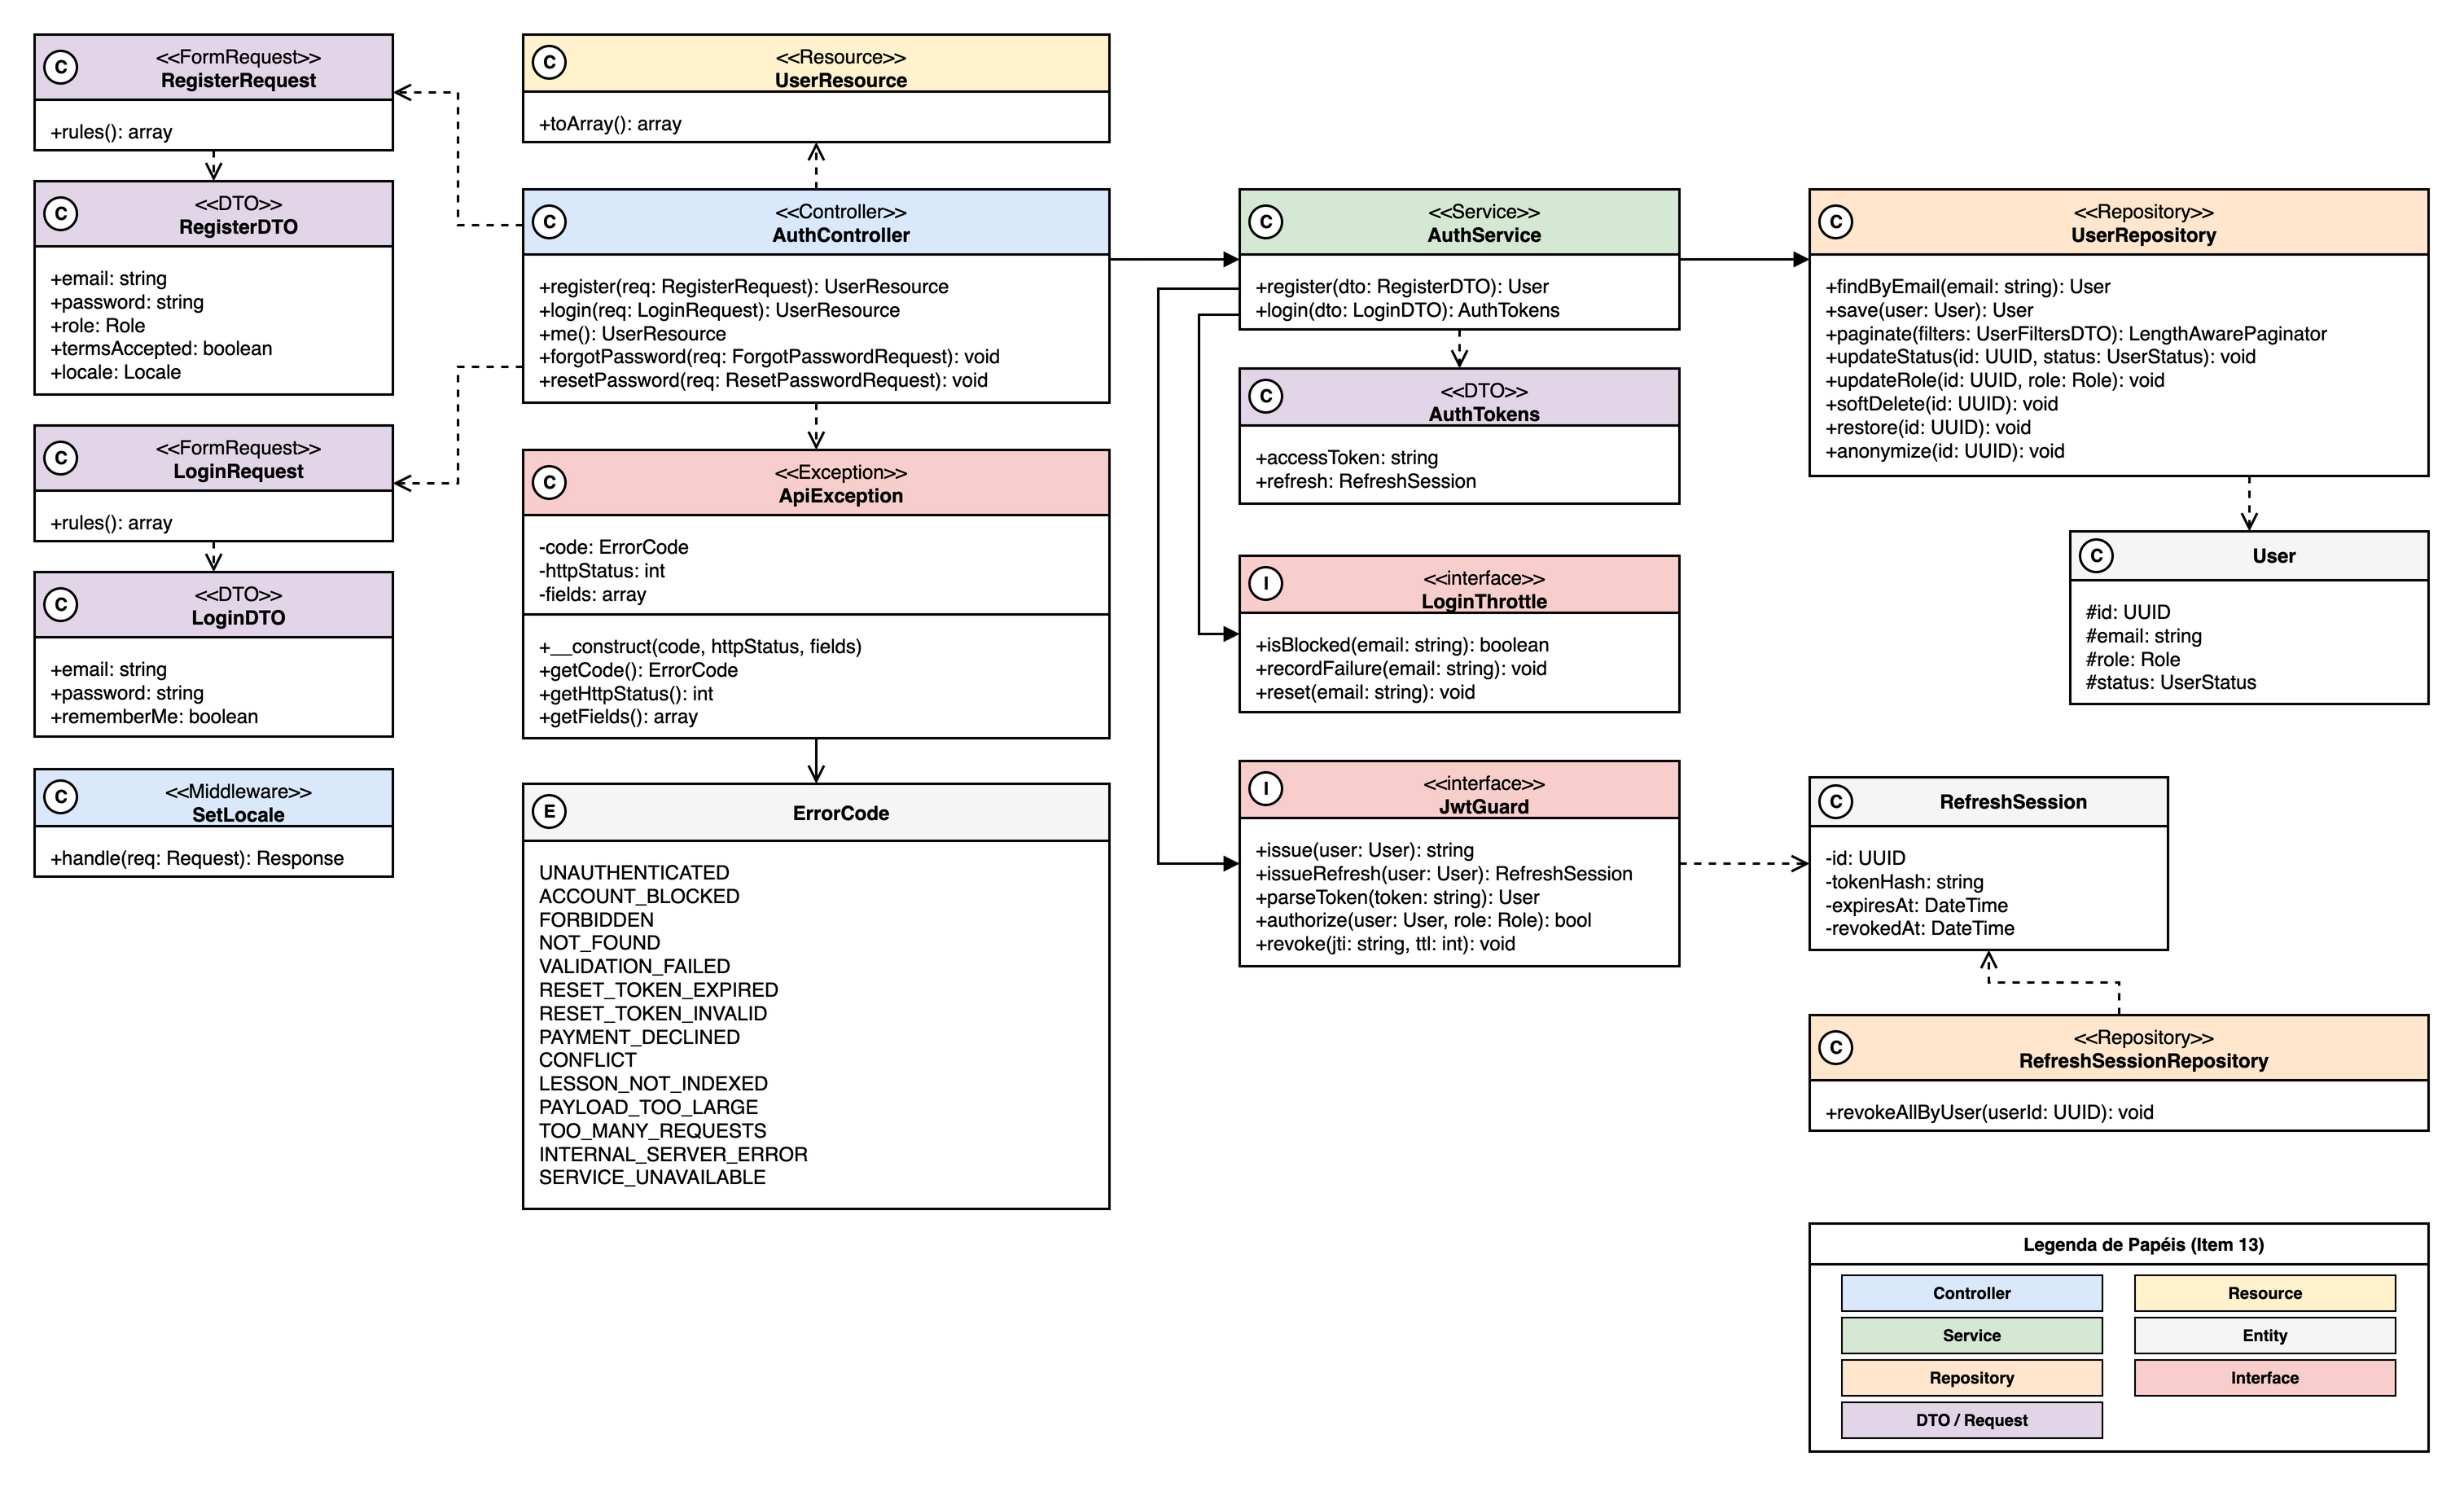 C
<<FormRequest>>
RegisterRequest
+rules(): array
C
<<DTO>>
RegisterDTO
+email: string
+password: string
+role: Role
+termsAccepted: boolean
+locale: Locale
C
<<FormRequest>>
LoginRequest
+rules(): array
C
<<DTO>>
LoginDTO
+email: string
+password: string
+rememberMe: boolean
C
<<Middleware>>
SetLocale
+handle(req: Request): Response
C
<<Resource>>
UserResource
+toArray(): array
C
<<Controller>>
AuthController
+register(req: RegisterRequest): UserResource
+login(req: LoginRequest): UserResource
+me(): UserResource
+forgotPassword(req: ForgotPasswordRequest): void
+resetPassword(req: ResetPasswordRequest): void
C
<<Exception>>
ApiException
-code: ErrorCode
-httpStatus: int
-fields: array
+__construct(code, httpStatus, fields)
+getCode(): ErrorCode
+getHttpStatus(): int
+getFields(): array
E
ErrorCode
UNAUTHENTICATED
ACCOUNT_BLOCKED
FORBIDDEN
NOT_FOUND
VALIDATION_FAILED
RESET_TOKEN_EXPIRED
RESET_TOKEN_INVALID
PAYMENT_DECLINED
CONFLICT
LESSON_NOT_INDEXED
PAYLOAD_TOO_LARGE
TOO_MANY_REQUESTS
INTERNAL_SERVER_ERROR
SERVICE_UNAVAILABLE
C
<<Service>>
AuthService
+register(dto: RegisterDTO): User
+login(dto: LoginDTO): AuthTokens
C
<<DTO>>
AuthTokens
+accessToken: string
+refresh: RefreshSession
I
<<interface>>
LoginThrottle
+isBlocked(email: string): boolean
+recordFailure(email: string): void
+reset(email: string): void
I
<<interface>>
JwtGuard
+issue(user: User): string
+issueRefresh(user: User): RefreshSession
+parseToken(token: string): User
+authorize(user: User, role: Role): bool
+revoke(jti: string, ttl: int): void
C
<<Repository>>
UserRepository
+findByEmail(email: string): User
+save(user: User): User
+paginate(filters: UserFiltersDTO): LengthAwarePaginator
+updateStatus(id: UUID, status: UserStatus): void
+updateRole(id: UUID, role: Role): void
+softDelete(id: UUID): void
+restore(id: UUID): void
+anonymize(id: UUID): void
C
User
#id: UUID
#email: string
#role: Role
#status: UserStatus
C
RefreshSession
-id: UUID
-tokenHash: string
-expiresAt: DateTime
-revokedAt: DateTime
C
<<Repository>>
RefreshSessionRepository
+revokeAllByUser(userId: UUID): void
Legenda de Papéis (Item 13)
Controller
Resource
Service
Entity
Repository
Interface
DTO / Request